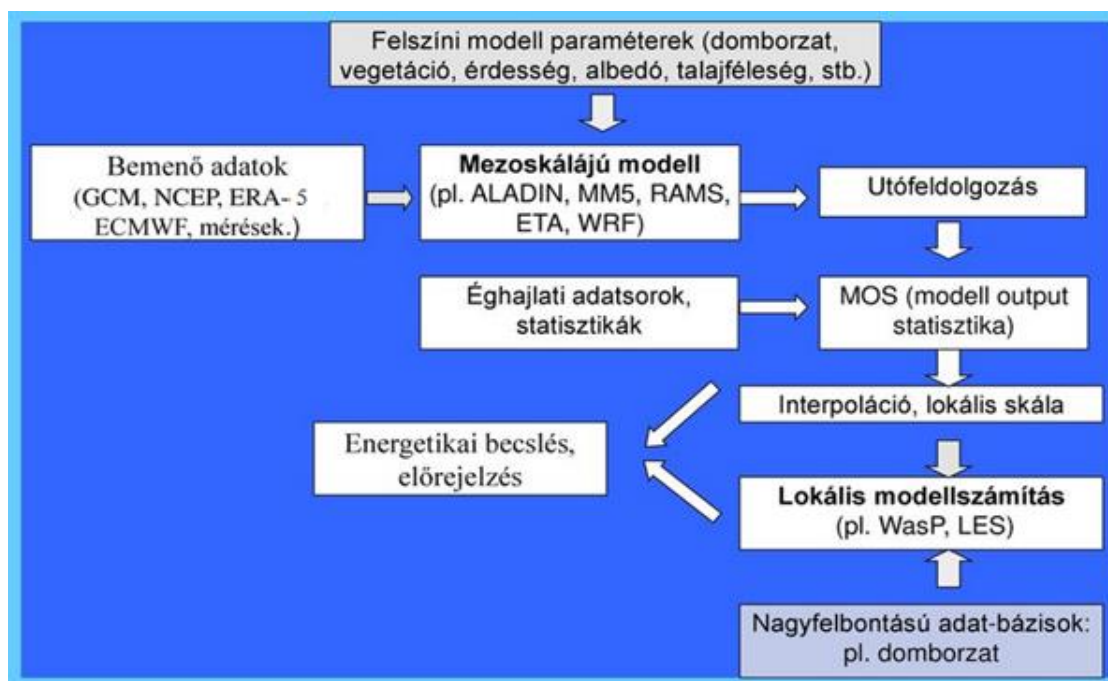 Felszíni modell paraméterek (domborzat,
vegetáció, érdesség, albedó, talajféleség, stb.)
Bemenő adatok
(GCM, NCEP, ERA- 5
ECMWF, mérések.)
Mezoskálájú modell
(pl. ALADIN, MM5, RAMS,
ETA, WRF)
Utófeldolgozás
Éghajlati adatsorok,
statisztikák
MOS (modell output
statisztika)
Interpoláció, lokális skála
Energetikai becslés,
előrejelzés
Lokális modellszámítás
(pl. WasP, LES)
Nagyfelbontású adat-bázisok:
pl. domborzat